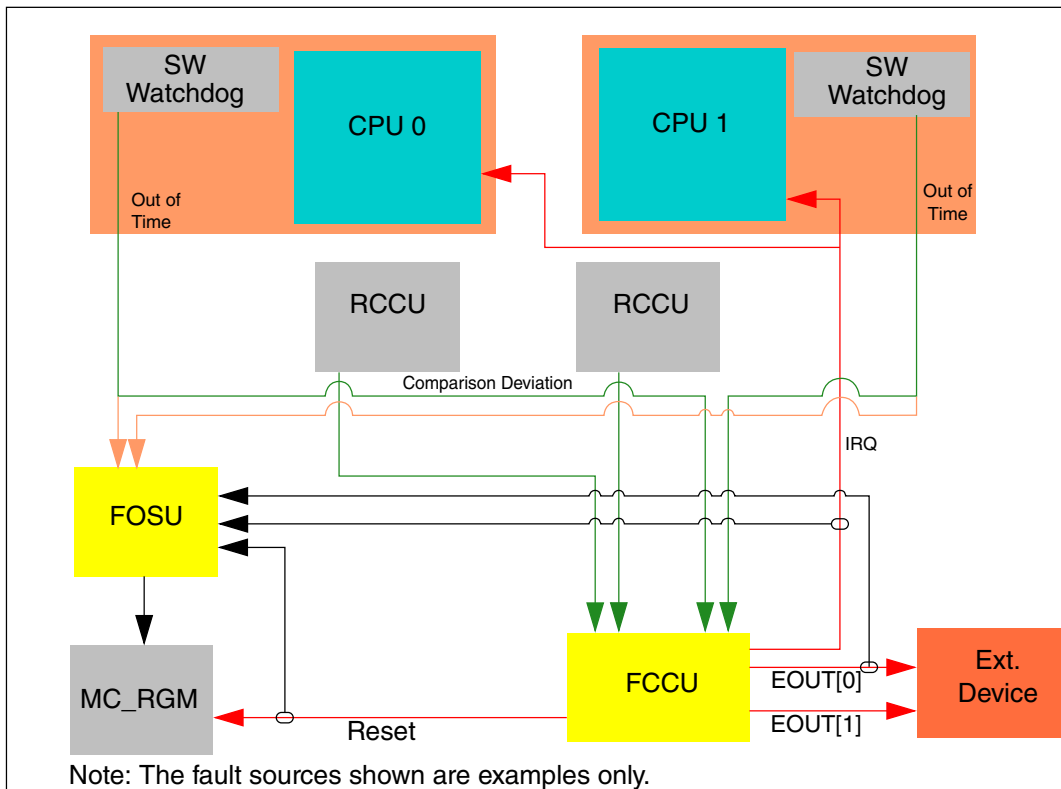 SW
Watchdog
CPU 0
CPU 1
SW
Watchdog
Out of
Time
Out of
Time
RCCU
RCCU
Comparison Deviation
IRQ
FOSU
MC_RGM
Reset
FCCU
EOUT[0]
EOUT[1]
Ext.
Device
Note: The fault sources shown are examples only.